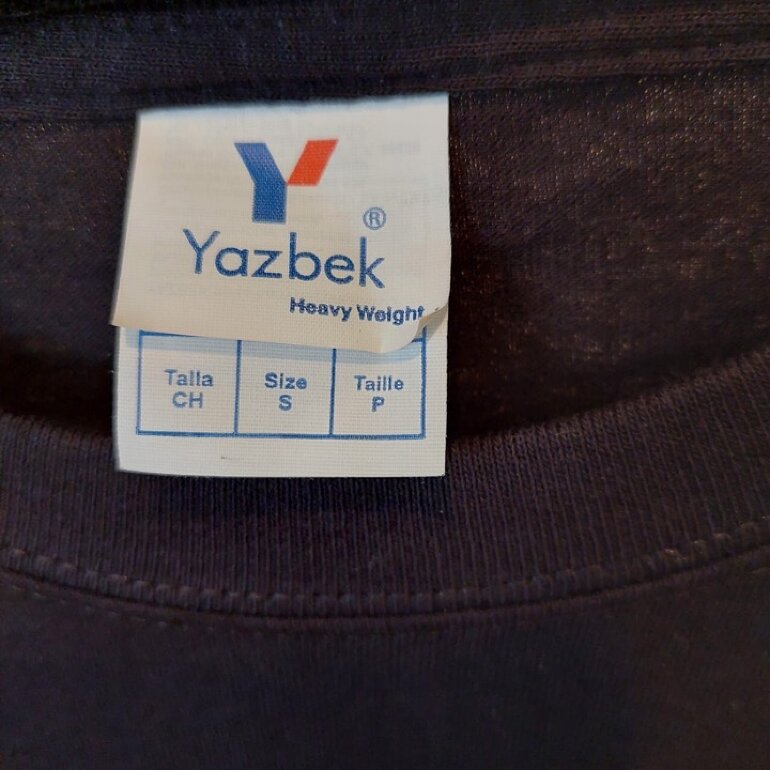 Y
®
Yazbek
Heavy Weight
Talla Size Taille
CH S P